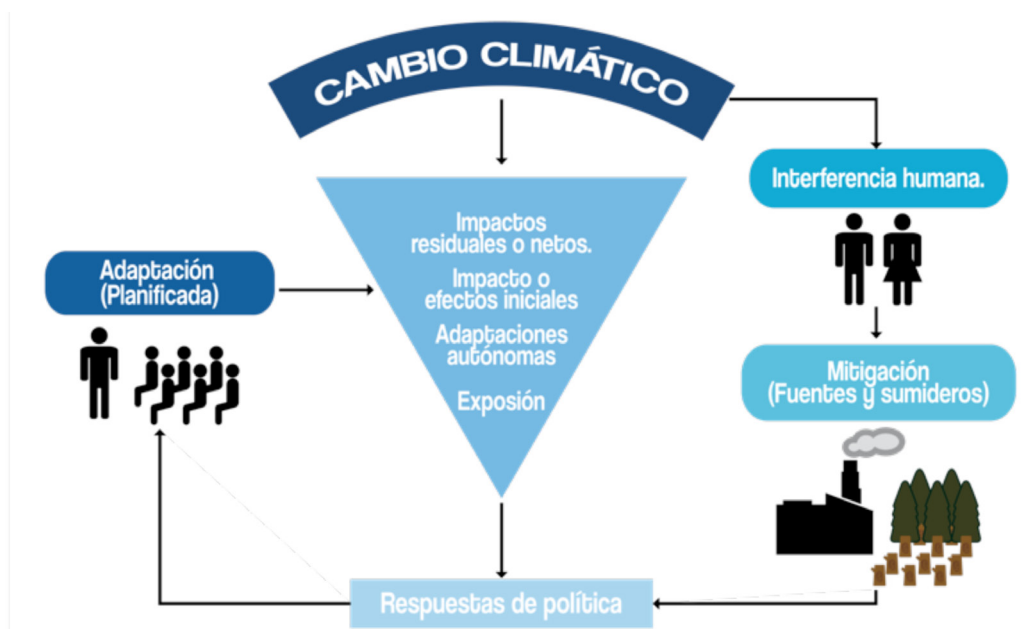 CAMBIO CLIMÁTICO
Interferencia humana.
Impactos
residuales o netos.
Impacto o
efectos iniciales
Adaptaciones
autónomas
Exposión
Adaptación
(Planificada)
Mitigación
(Fuentes y sumideros)
Respuestas de política